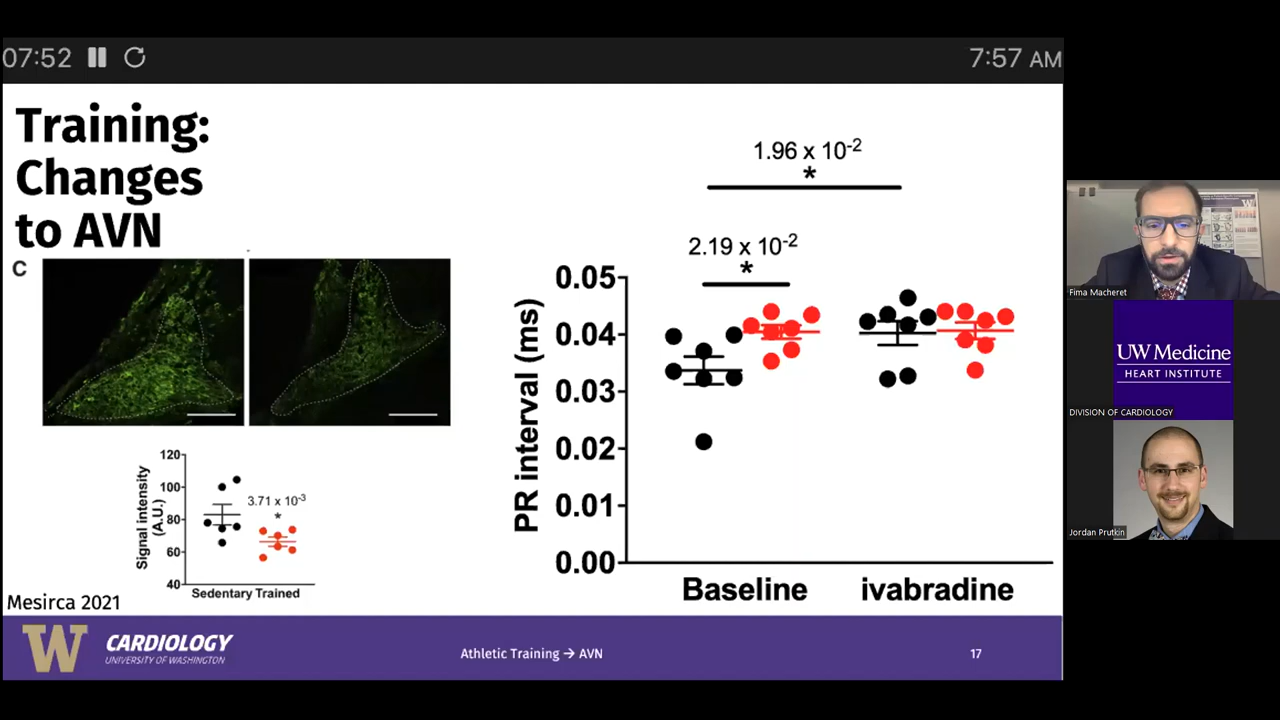 07:52
7:57 AM
Training:
Changes
to AVN
C
120
100
80
60
40
Signal intensity
(A.U.)
3.71 x 10-3
*
Sedentary Trained
Mesirca 2021
1.96 x 10-2
*
2.19 x 10-2
*
0.05
0.04
0.03
0.02
0.01
0.00
PR interval (ms)
Baseline
ivabradine
W
CARDIOLOGY
UNIVERSITY OF WASHINGTON
Athletic Training → AVN
17
W
Fima Macheret
UW Medicine
HEART INSTITUTE
DIVISION OF CARDIOLOGY
Jordan Prutkin